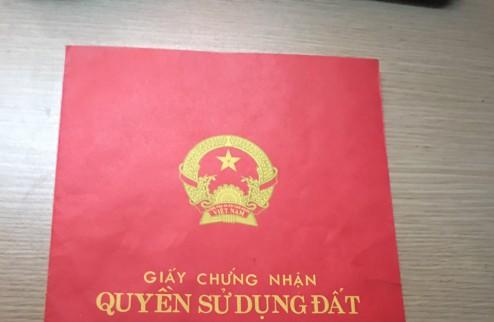 VIỆT NAM
GIẤY CHỨNG NHẬN
QUYỀN SỬ DỤNG ĐẤT